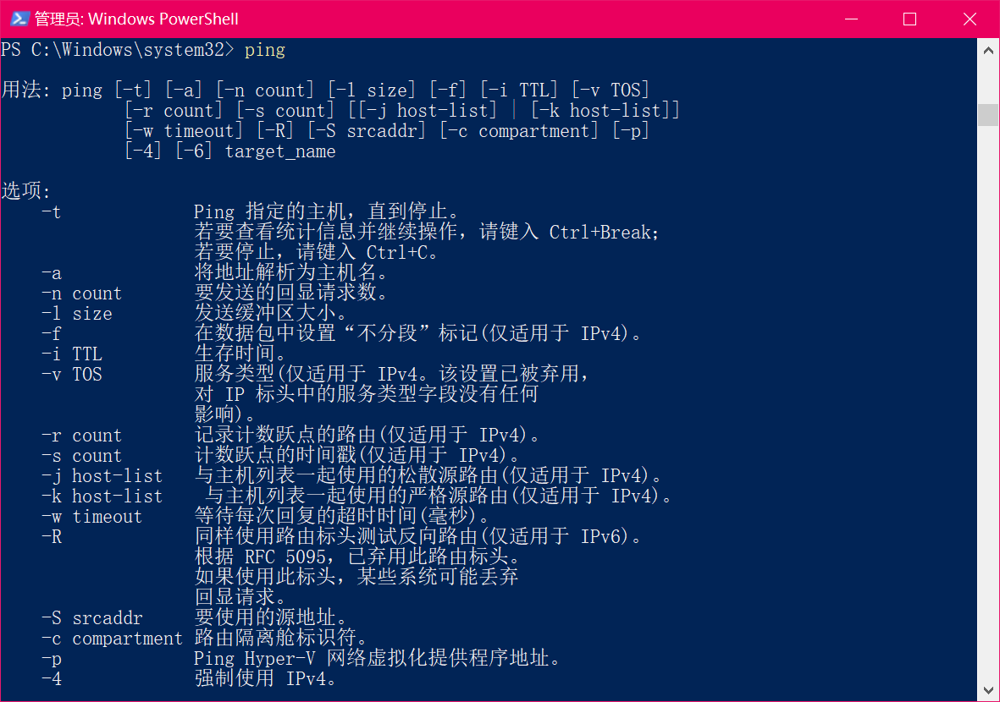 管理员: Windows PowerShell
PS C:\Windows\system32> ping
用法: ping [-t] [-a] [-n count] [-l size] [-f] [-i TTL] [-v TOS]
[-r count] [-s count] [[-j host-list] | [-k host-list]]
[-w timeout] [-R] [-S srcaddr] [-c compartment] [-p]
[-4] [-6] target_name
选项:
-t Ping 指定的主机，直到停止。
若要查看统计信息并继续操作，请键入 Ctrl+Break;
若要停止，请键入 Ctrl+C。
-a 将地址解析为主机名。
-n count 要发送的回显请求数。
-l size 发送缓冲区大小。
-f 在数据包中设置“不分段”标记(仅适用于 IPv4)。
-i TTL 生存时间。
-v TOS 服务类型(仅适用于 IPv4。该设置已被弃用，
对 IP 标头中的服务类型字段没有任何
影响)。
-r count 记录计数跃点的路由(仅适用于 IPv4)。
-s count 计数跃点的时间戳(仅适用于 IPv4)。
-j host-list 与主机列表一起使用的松散源路由(仅适用于 IPv4)。
-k host-list 与主机列表一起使用的严格源路由(仅适用于 IPv4)。
-w timeout 等待每次回复的超时时间(毫秒)。
-R 同样使用路由标头测试反向路由(仅适用于 IPv6)。
根据 RFC 5095，已弃用此路由标头。
如果使用此标头，某些系统可能丢弃
回显请求。
-S srcaddr 要使用的源地址。
-c compartment 路由隔离舱标识符。
-p Ping Hyper-V 网络虚拟化提供程序地址。
-4 强制使用 IPv4。